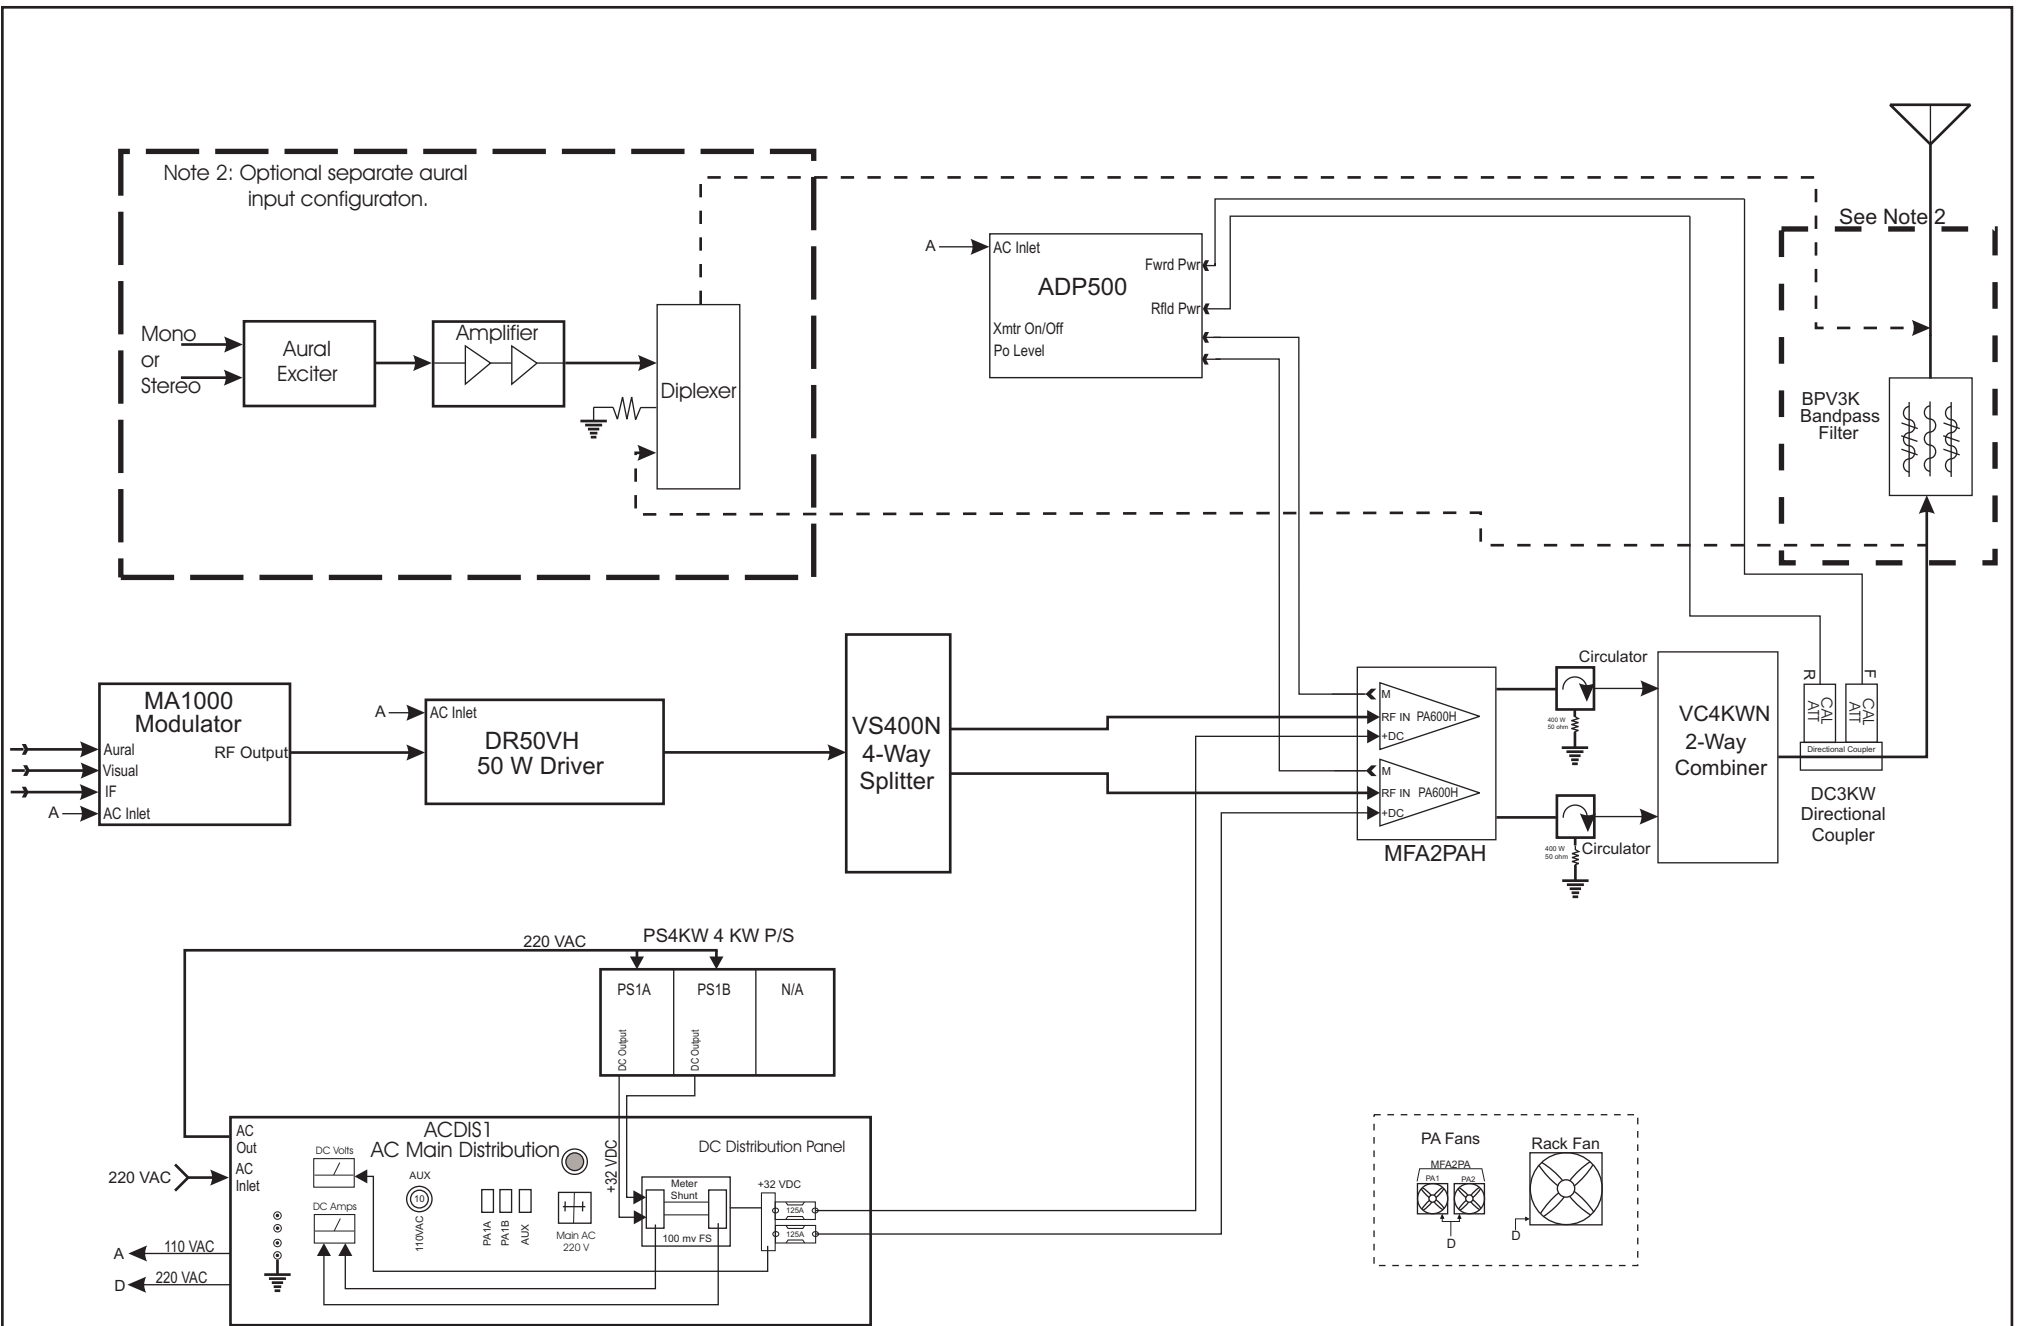 Note 2: Optional separate aural
input configuraton.
Mono
or
Stereo
Aural
Exciter
Amplifier
Diplexer
A
AC Inlet
ADP500
Fwrd Pwr
Rfld Pwr
Xmtr On/Off
Po Level
See Note 2
BPV3K
Bandpass
Filter
MA1000
Modulator
RF Output
Aural
Visual
IF
A
AC Inlet
A
AC Inlet
DR50VH
50 W Driver
VS400N
4-Way
Splitter
M
RF IN PA600H
+DC
M
RF IN PA600H
+DC
MFA2PAH
Circulator
400 W
50 ohm
400 W
50 ohm
Circulator
VC4KWN
2-Way
Combiner
R
F
CAL
ATT
CAL
ATT
Directional Coupler
DC3KW
Directional
Coupler
220 VAC
PS4KW 4 KW P/S
PS1A
PS1B
N/A
DC Output
DC Output
AC
Out
AC
Inlet
220 VAC
ACDIS1
AC Main Distribution
DC Distribution Panel
DC Volts
DC Amps
AUX
10
110VAC
PA1A
PA1B
AUX
Main AC
220 V
+32 VDC
Meter
Shunt
100 mv FS
+32 VDC
125A
125A
A
110 VAC
D
220 VAC
PA Fans
MFA2PA
PA1
PA2
D
Rack Fan
D